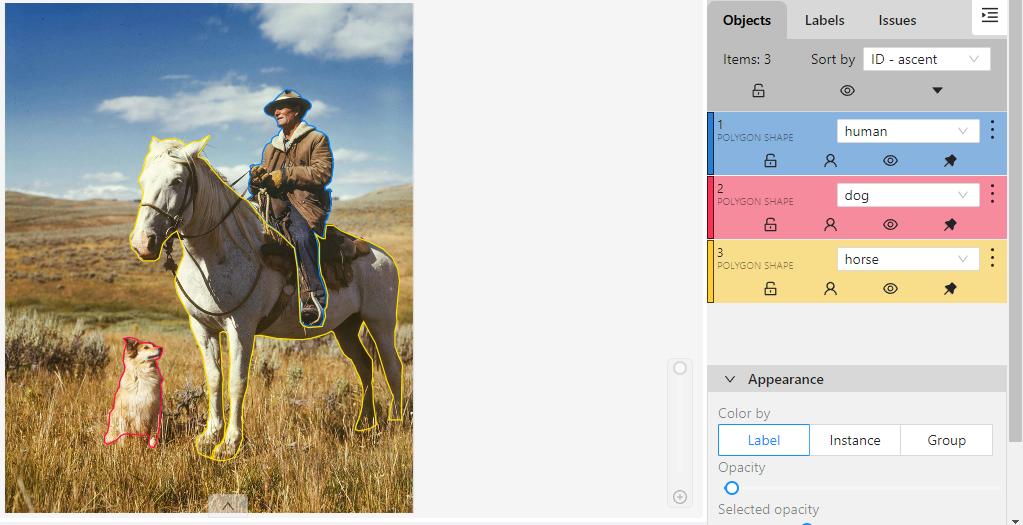 Objects Labels Issues
Items: 3 Sort by ID - ascent
1
POLYGON SHAPE
human
2
POLYGON SHAPE
dog
3
POLYGON SHAPE
horse
Appearance
Color by
Label Instance Group
Opacity
Selected opacity